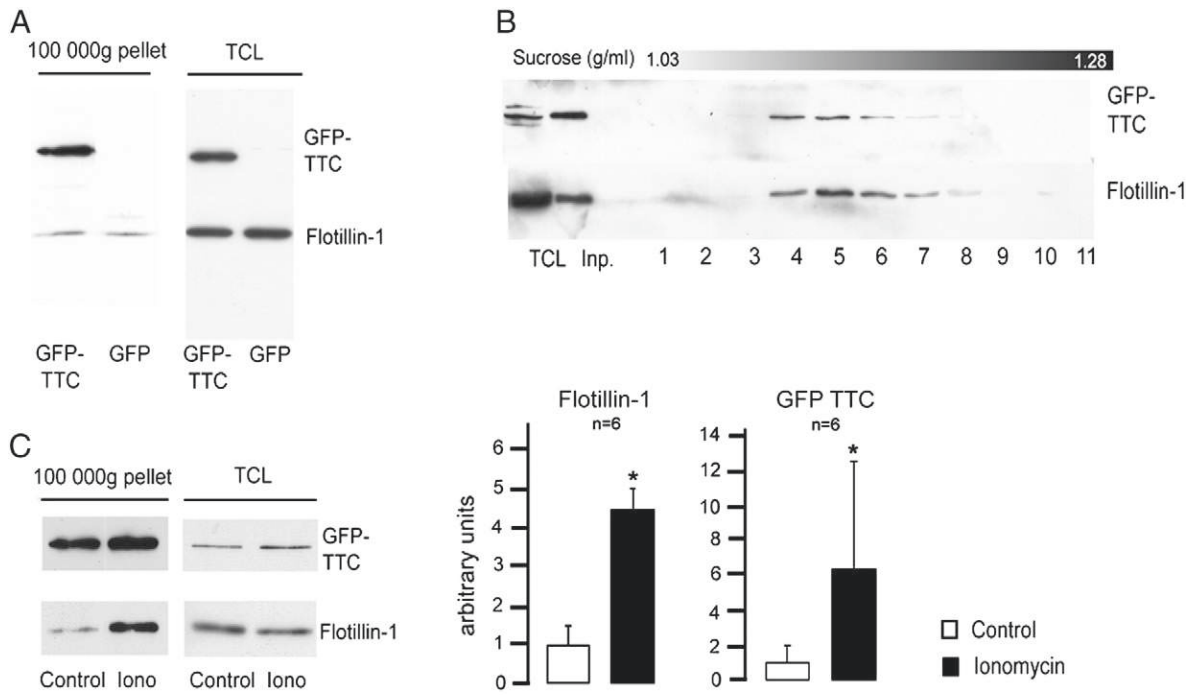 A
100 000g pellet TCL
GFP-
TTC
Flotillin-1
GFP- GFP GFP- GFP
TTC TTC
B
Sucrose (g/ml) 1.03 1.28
GFP-
TTC
Flotillin-1
TCL Inp. 1 2 3 4 5 6 7 8 9 10 11
C
100 000g pellet TCL
GFP-
TTC
Flotillin-1
Control Iono Control Iono
Flotillin-1
n=6
arbitrary units
6
5
4
3
2
1
0
*
GFP TTC
n=6
14
12
10
8
6
4
2
0
*
Control
Ionomycin